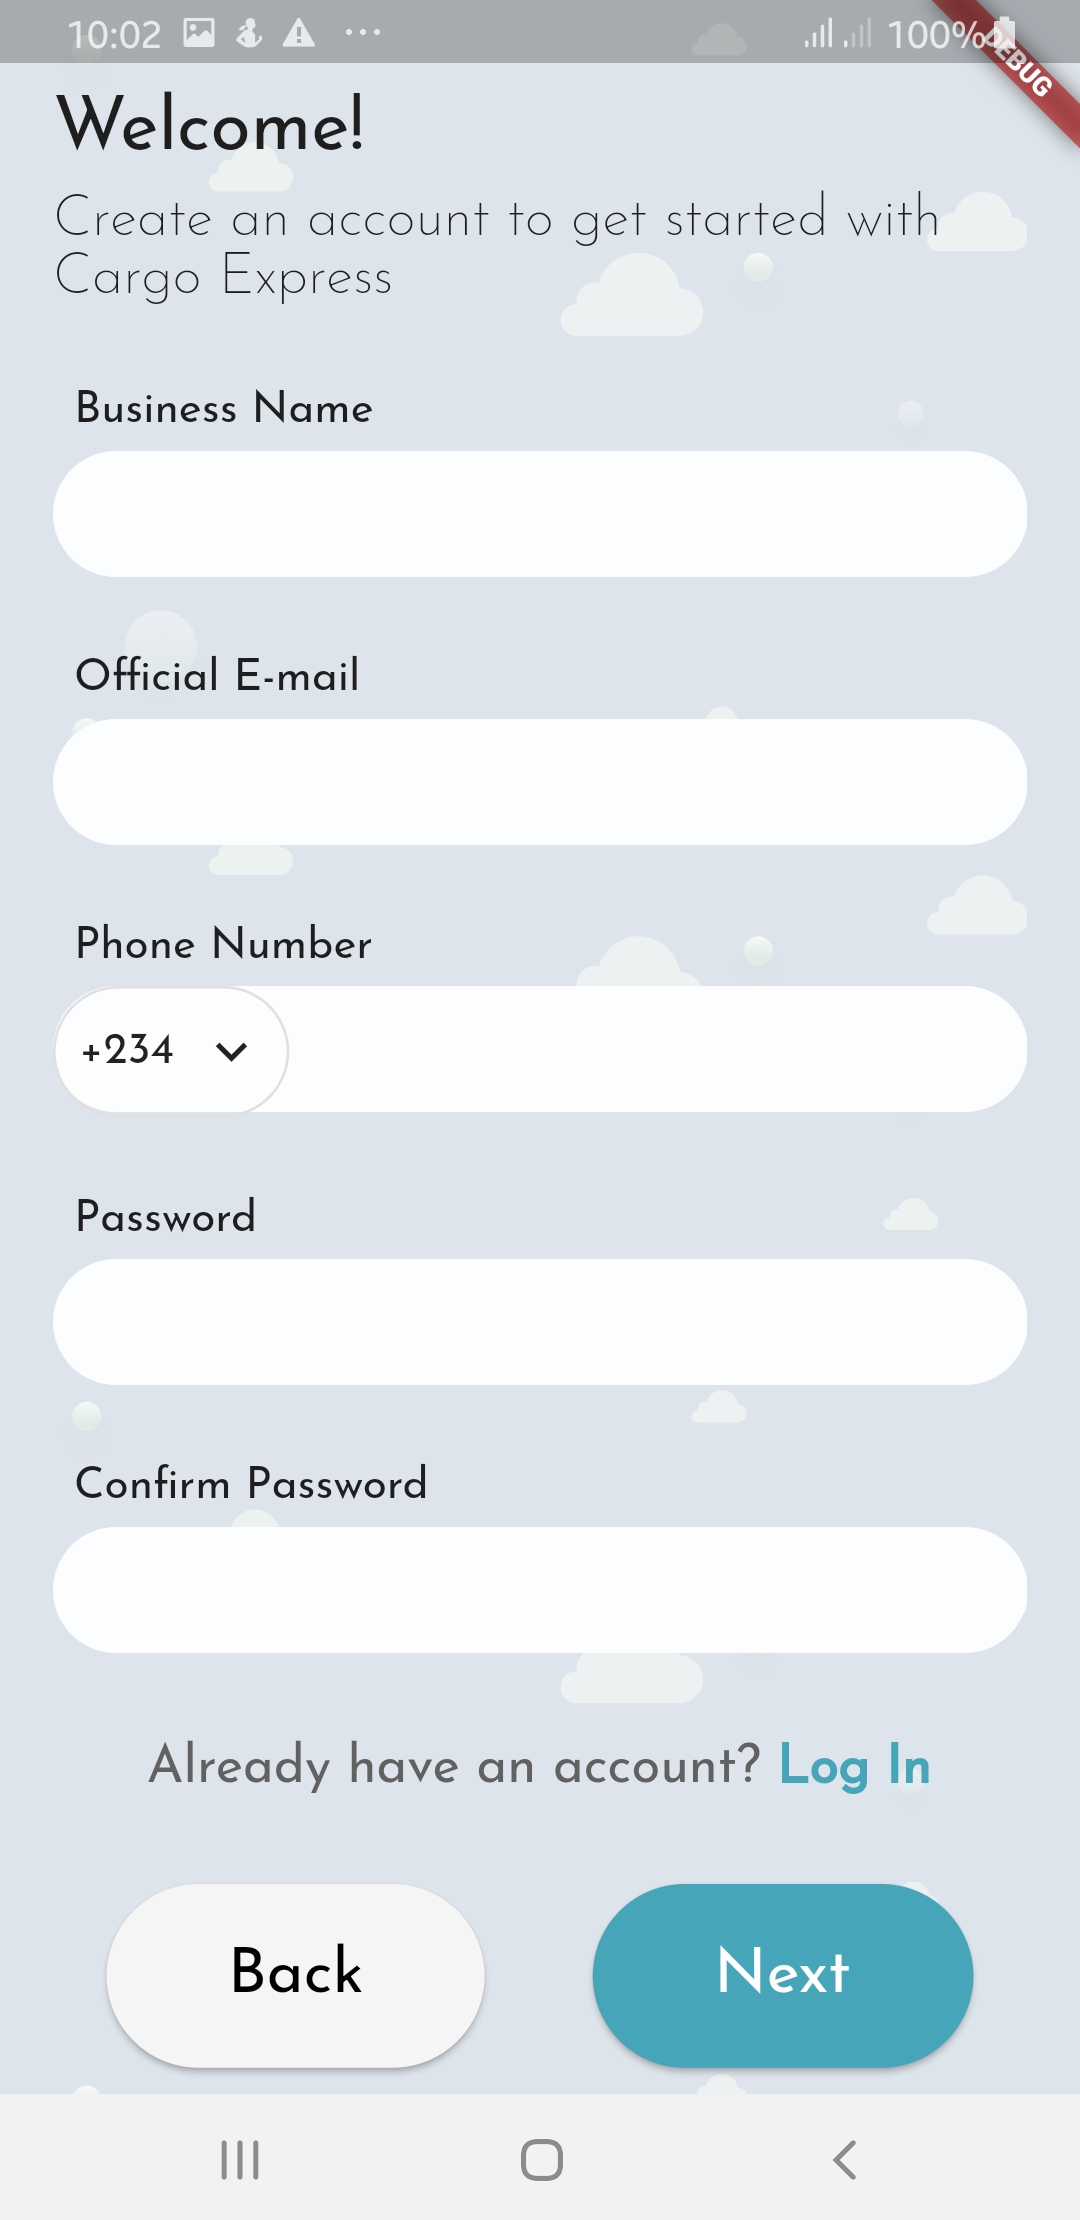 10:02
100%
DEBUG
Welcome!
Create an account to get started with
Cargo Express
Business Name
Official E-mail
Phone Number
+234
Password
Confirm Password
Already have an account? Log In
Back
Next